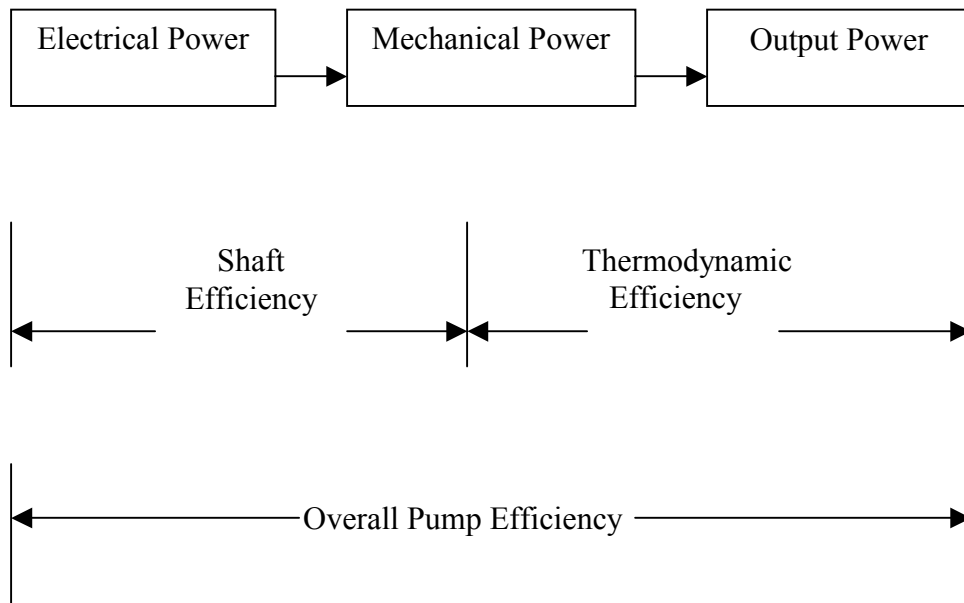 Electrical Power
Mechanical Power
Output Power
Shaft
Efficiency
Thermodynamic
Efficiency
Overall Pump Efficiency